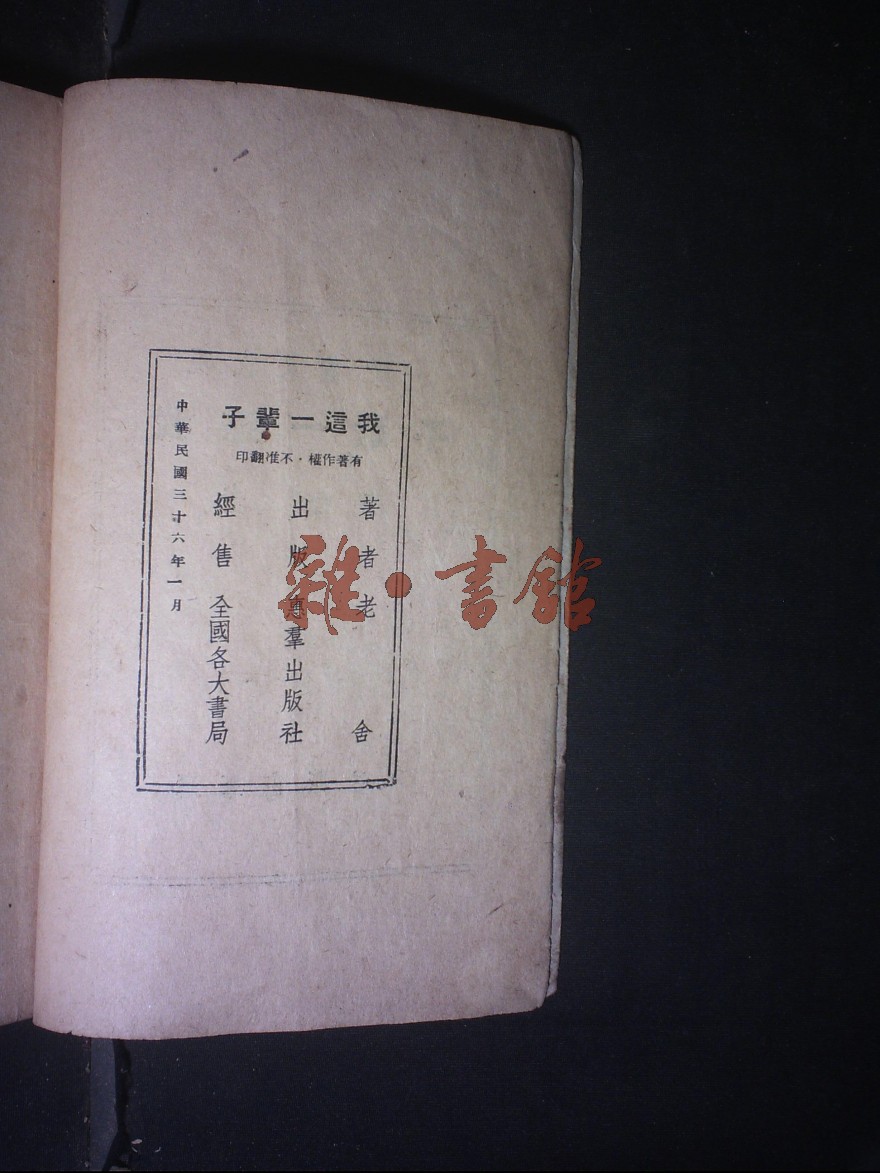 我這一輩子
有著作權・不准翻印
著者老舍
出版惠羣出版社
經售全國各大書局
中華民國三十六年一月
雜・書館